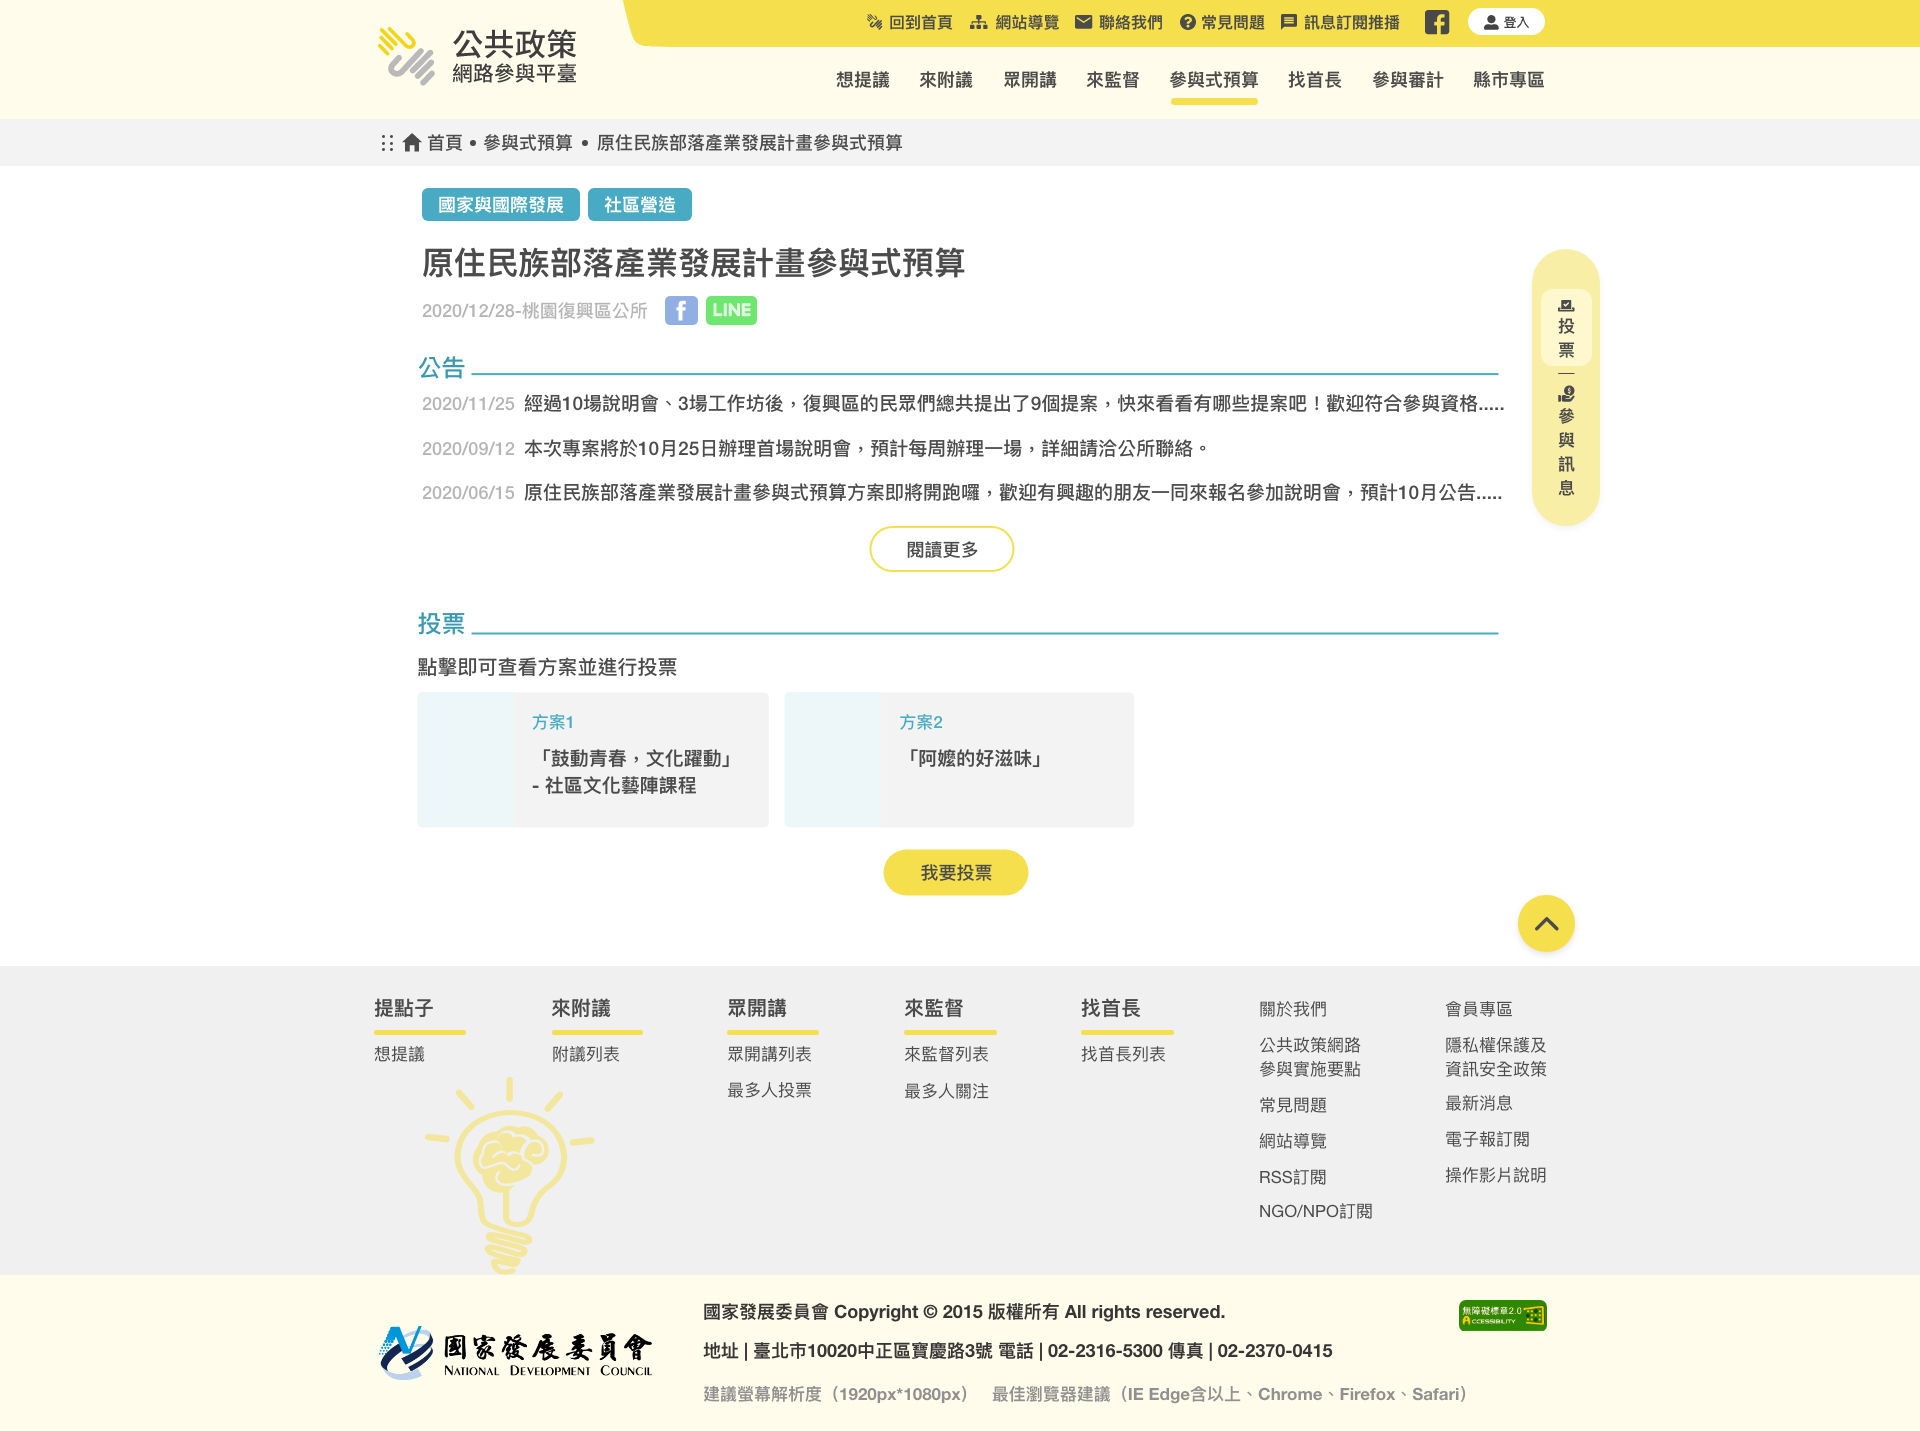 公共政策
網路參與平臺
回到首頁
網站導覽
聯絡我們
常見問題
訊息訂閱推播
登入
想提議
來附議
眾開講
來監督
參與式預算
找首長
參與審計
縣市專區
首頁 • 參與式預算 • 原住民族部落產業發展計畫參與式預算
國家與國際發展
社區營造
原住民族部落產業發展計畫參與式預算
2020/12/28-桃園復興區公所
f
LINE
公告
2020/11/25 經過10場說明會、3場工作坊後，復興區的民眾們總共提出了9個提案，快來看看有哪些提案吧！歡迎符合參與資格.....
2020/09/12 本次專案將於10月25日辦理首場說明會，預計每周辦理一場，詳細請洽公所聯絡。
2020/06/15 原住民族部落產業發展計畫參與式預算方案即將開跑囉，歡迎有興趣的朋友一同來報名參加說明會，預計10月公告.....
閱讀更多
投票
參與訊息
投票
點擊即可查看方案並進行投票
方案1
「鼓動青春，文化躍動」
- 社區文化藝陣課程
方案2
「阿嬤的好滋味」
我要投票
提點子
想提議
來附議
附議列表
眾開講
眾開講列表
最多人投票
來監督
來監督列表
最多人關注
找首長
找首長列表
關於我們
公共政策網路
參與實施要點
常見問題
網站導覽
RSS訂閱
NGO/NPO訂閱
會員專區
隱私權保護及
資訊安全政策
最新消息
電子報訂閱
操作影片說明
國家發展委員會
NATIONAL DEVELOPMENT COUNCIL
國家發展委員會 Copyright © 2015 版權所有 All rights reserved.
地址 | 臺北市10020中正區寶慶路3號 電話 | 02-2316-5300 傳真 | 02-2370-0415
建議螢幕解析度（1920px*1080px） 最佳瀏覽器建議（IE Edge含以上、Chrome、Firefox、Safari）
無障礙標章2.0
ACCESSIBILITY